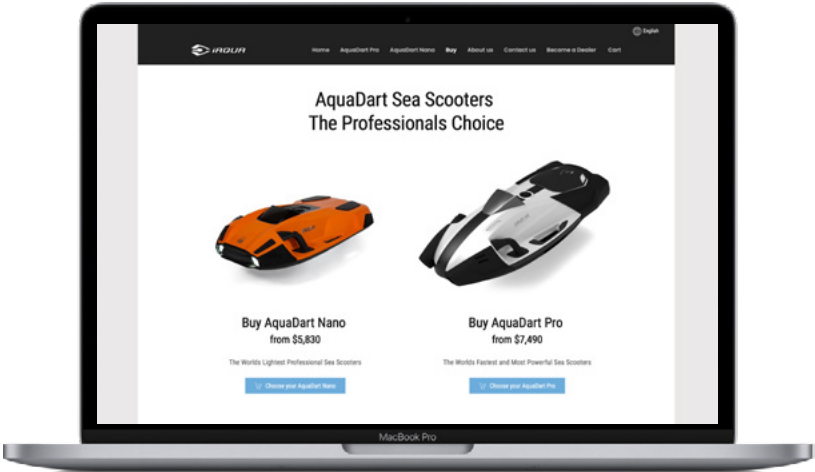 English
iAQUA
Home AquaDart Pro AquaDart Nano Buy About us Contact us Become a Dealer Cart
AquaDart Sea Scooters
The Professionals Choice
Buy AquaDart Nano
from $5,830
The Worlds Lightest Professional Sea Scooters
Choose your AquaDart Nano
Buy AquaDart Pro
from $7,490
The Worlds Fastest and Most Powerful Sea Scooters
Choose your AquaDart Pro
MacBook Pro